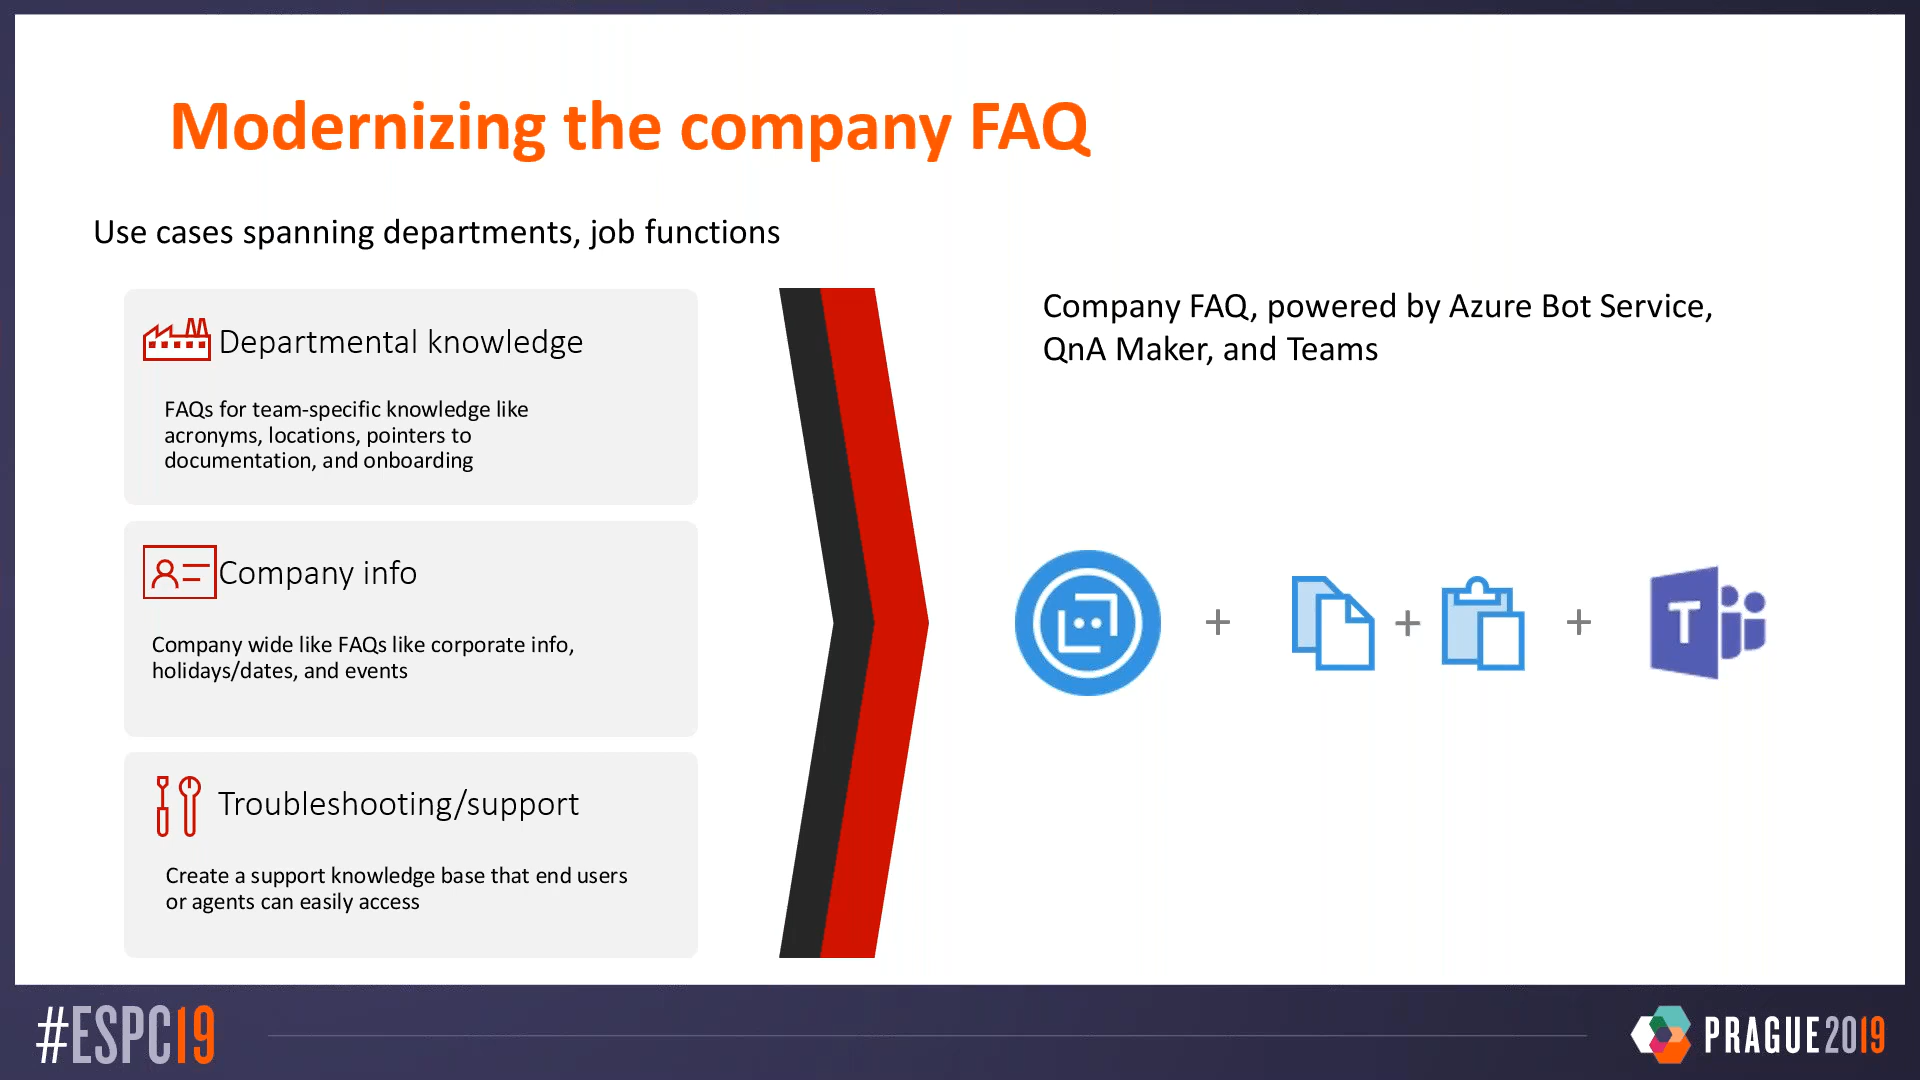 Modernizing the company FAQ
Use cases spanning departments, job functions
Departmental knowledge
FAQs for team-specific knowledge like
acronyms, locations, pointers to
documentation, and onboarding
Company info
Company wide like FAQs like corporate info,
holidays/dates, and events
Troubleshooting/support
Create a support knowledge base that end users
or agents can easily access
Company FAQ, powered by Azure Bot Service,
QnA Maker, and Teams
+ + +
T
#ESPC19
PRAGUE2019